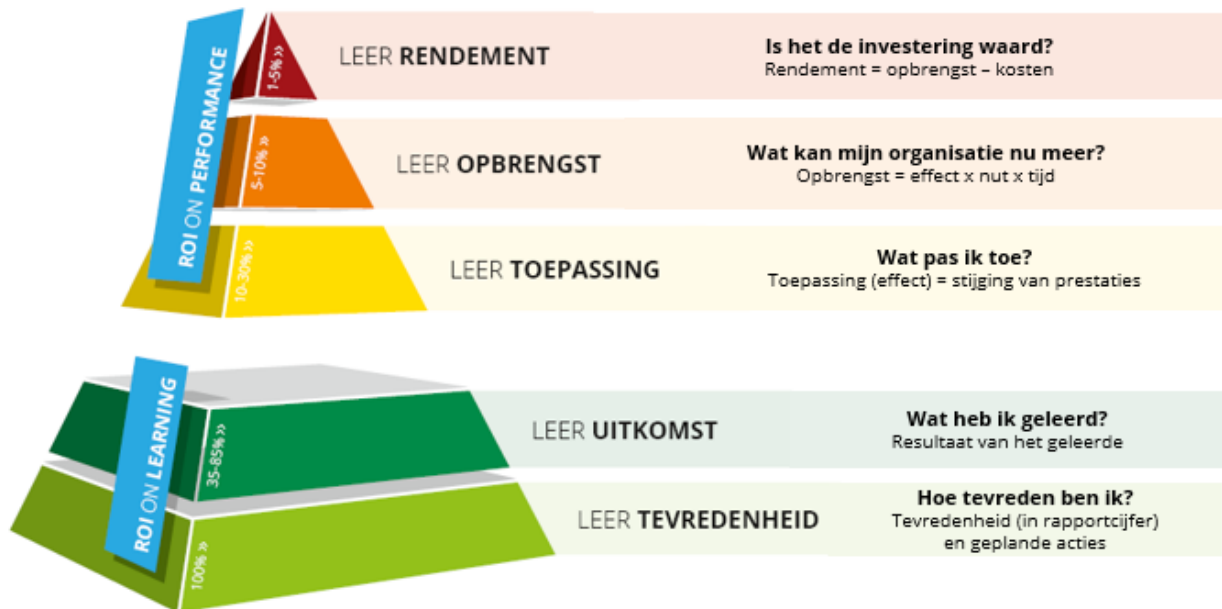 ROI ON PERFORMANCE
1-5% »
LEER RENDEMENT
Is het de investering waard?
Rendement = opbrengst – kosten
5-10% »
LEER OPBRENGST
Wat kan mijn organisatie nu meer?
Opbrengst = effect x nut x tijd
10-30% »
LEER TOEPASSING
Wat pas ik toe?
Toepassing (effect) = stijging van prestaties
ROI ON LEARNING
35-85% »
LEER UITKOMST
Wat heb ik geleerd?
Resultaat van het geleerde
100% »
LEER TEVREDENHEID
Hoe tevreden ben ik?
Tevredenheid (in rapportcijfer)
en geplande acties